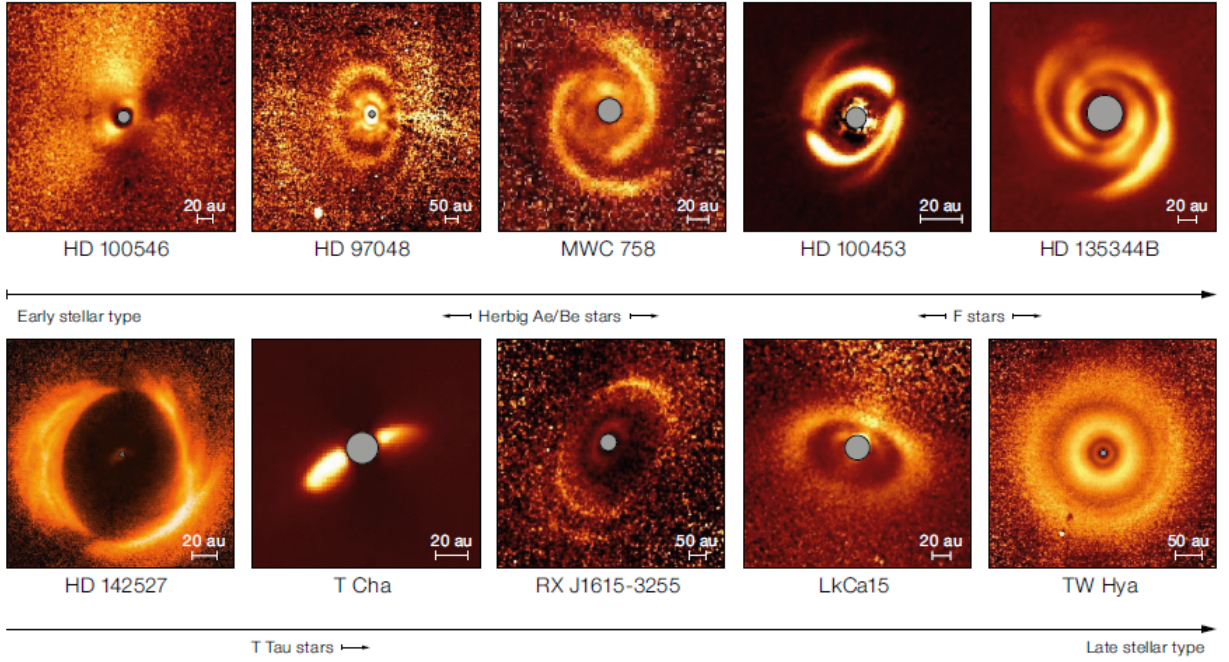 20 au
50 au
20 au
20 au
20 au
HD 100546
HD 97048
MWC 758
HD 100453
HD 135344B
Early stellar type
Herbig Ae/Be stars
F stars
20 au
20 au
50 au
20 au
50 au
HD 142527
T Cha
RX J1615-3255
LkCa15
TW Hya
T Tau stars
Late stellar type